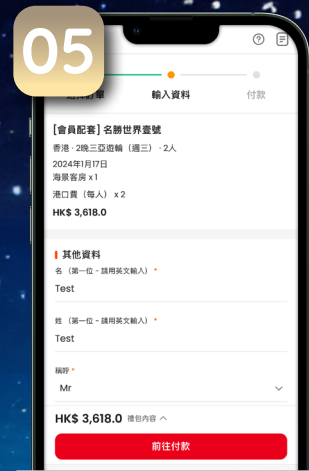 05
選擇訂單
輸入資料
付款
[會員配套] 名勝世界壹號
香港 · 2晚三亞遊輪（週三） · 2人
2024年1月17日
海景客房 x 1
港口費（每人） x 2
HK$ 3,618.0
其他資料
名 （第一位 - 請用英文輸入） *
Test
姓 （第一位 - 請用英文輸入） *
Test
稱呼 *
Mr
HK$ 3,618.0 禮包內容
前往付款